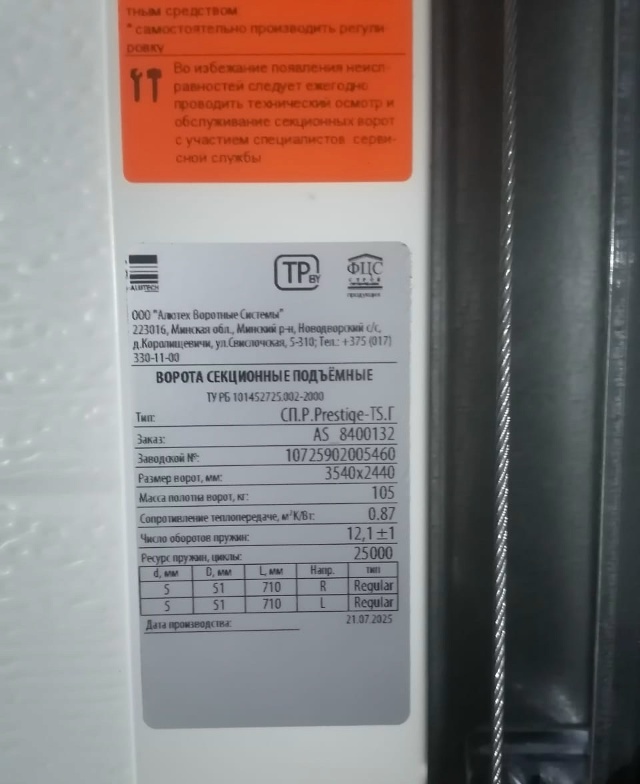 тным средством
* самостоятельно производить регули-
ровку
Во избежание появления неисп-
равностей следует ежегодно
проводить технический осмотр и
обслуживание секционных ворот
с участием специалистов серви-
сной службы
ALUTECH
TP BY
ФЦС
СТРОЙ
продукция
ООО "Алютех Воротные Системы"
223016, Минская обл., Минский р-н, Новодворский с/с,
д.Королищевичи, ул.Свислочская, 5-310; Тел.: +375 (017)
330-11-00
ВОРОТА СЕКЦИОННЫЕ ПОДЪЁМНЫЕ
ТУ РБ 101452725.002-2000
Тип: СП.Р.Prestige-TS.Г
Заказ: AS 8400132
Заводской №: 10725902005460
Размер ворот, мм: 3540x2440
Масса полотна ворот, кг: 105
Сопротивление теплопередаче, м²К/Вт: 0.87
Число оборотов пружин: 12,1±1
Ресурс пружин, циклы: 25000
d, мм D, мм L, мм Напр. тип
5 51 710 R Regular
5 51 710 L Regular
Дата производства: 21.07.2025